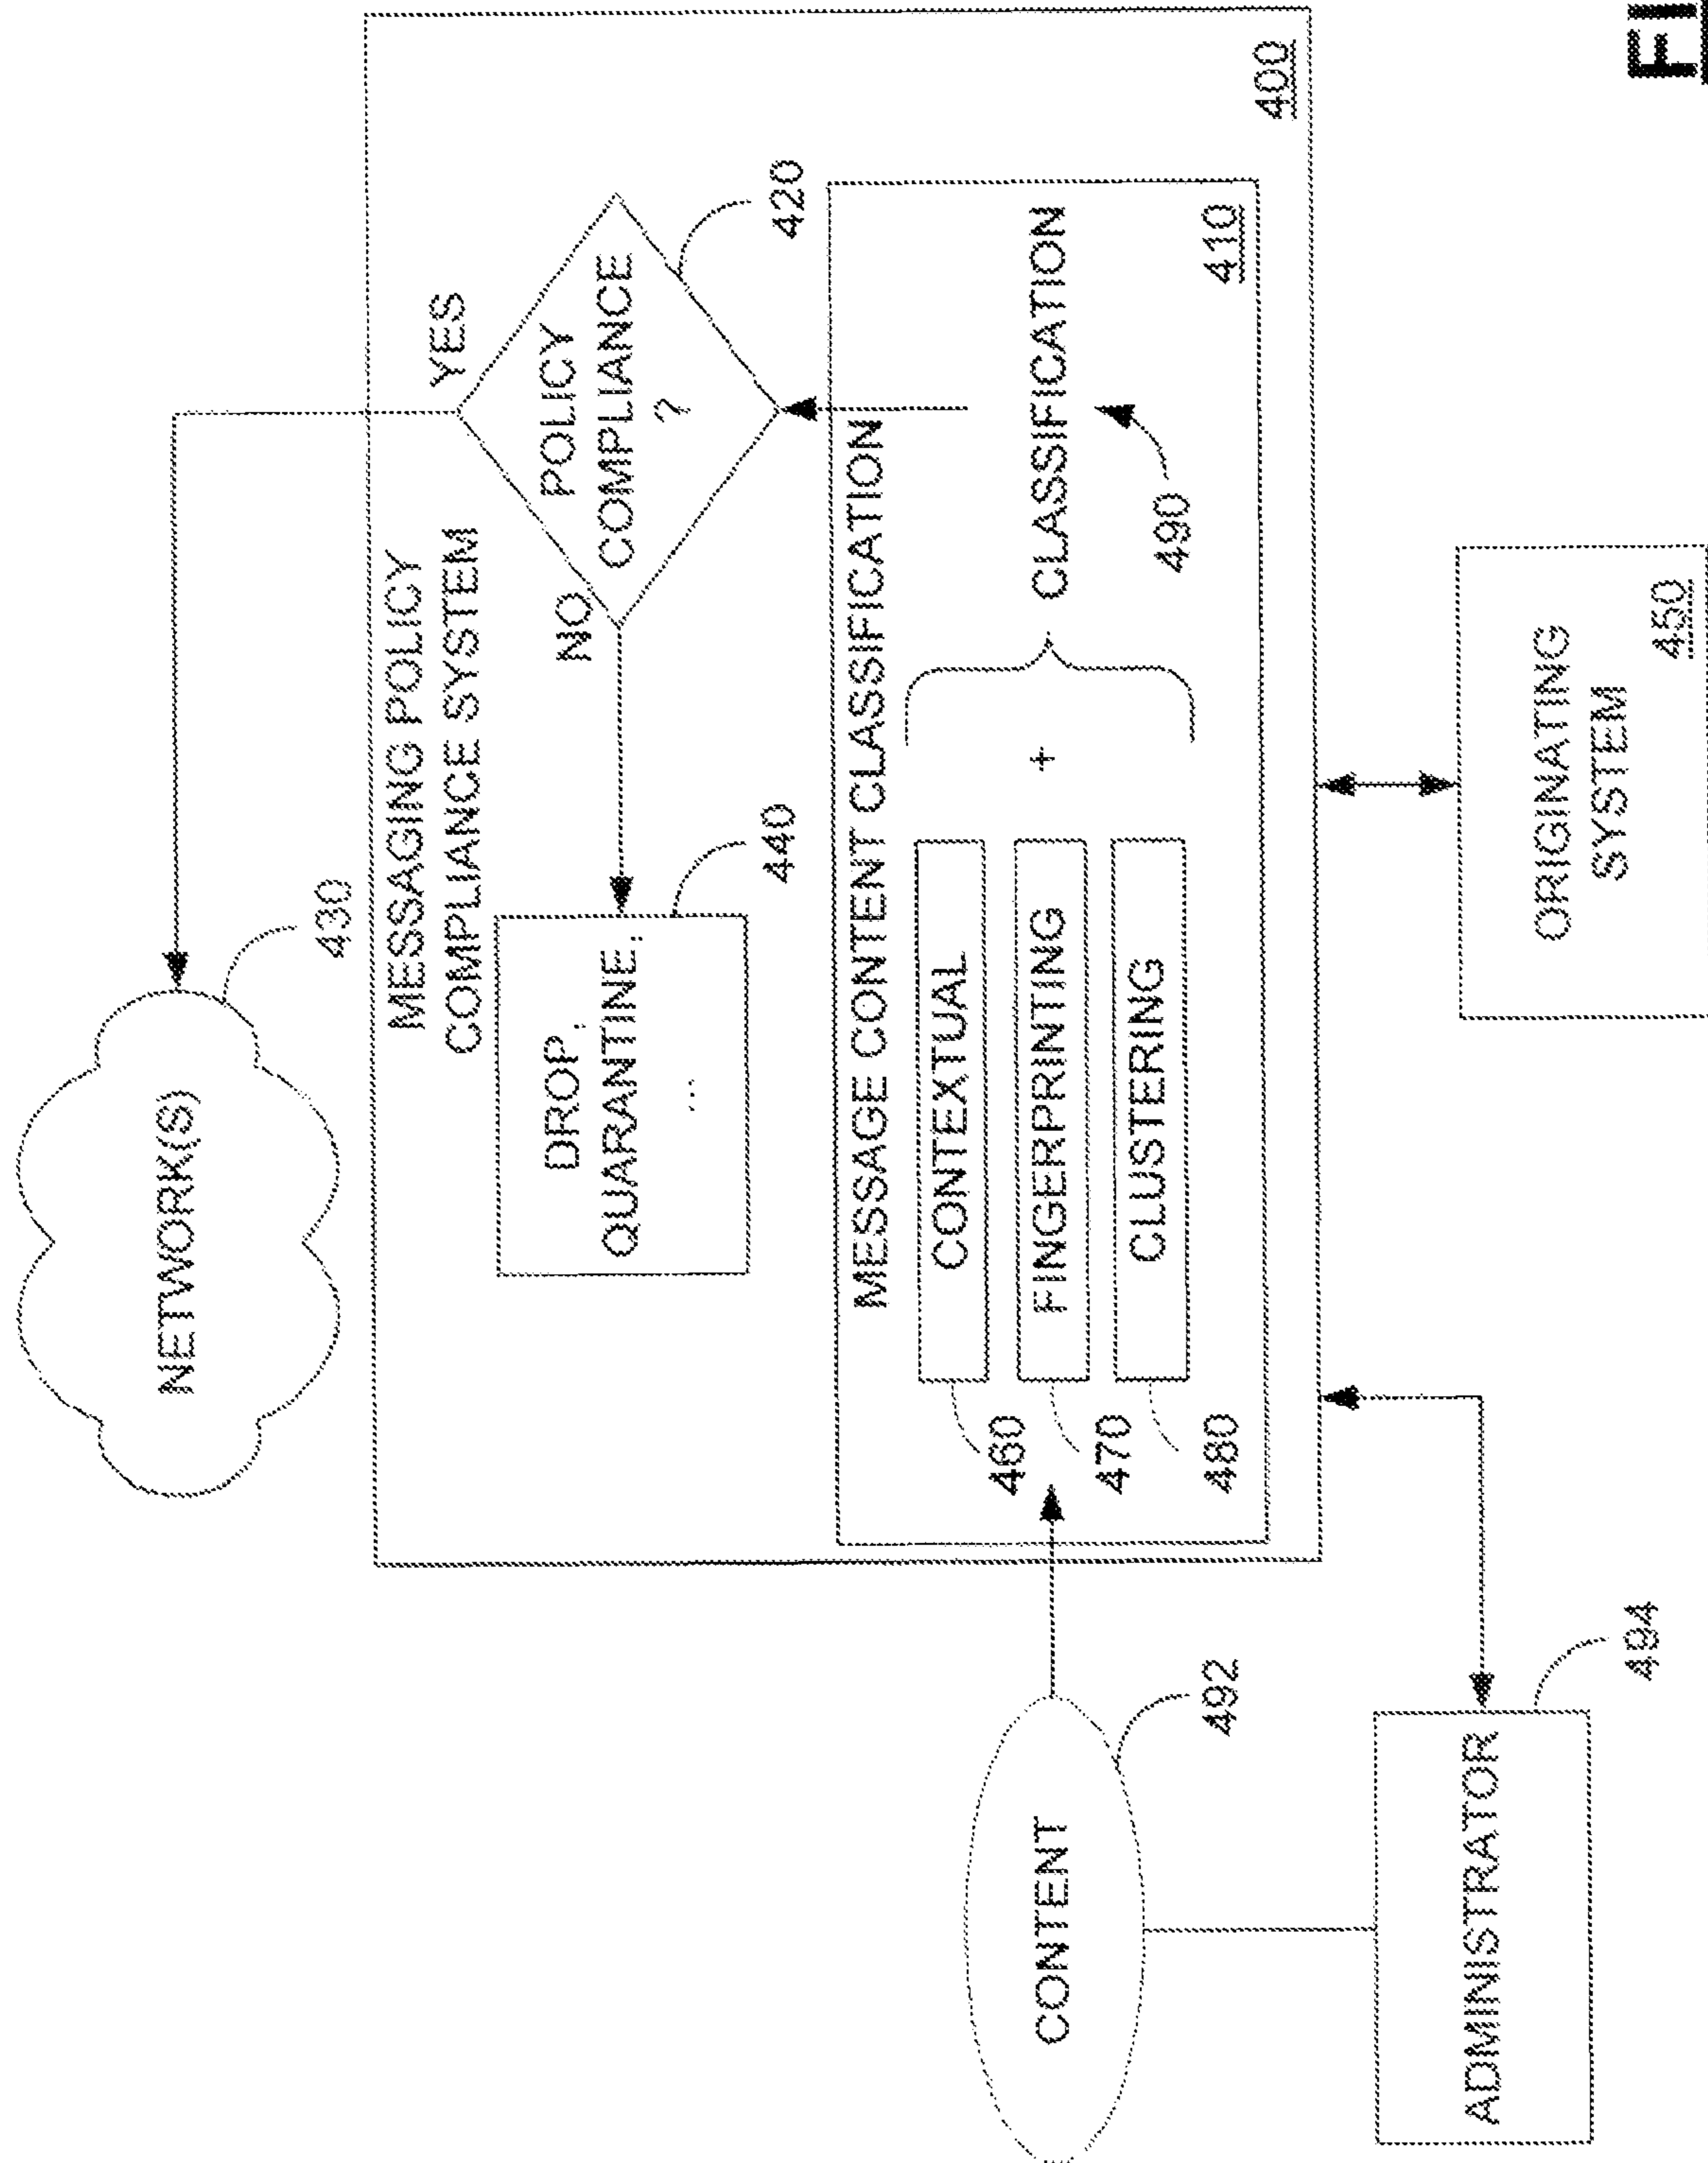 NETWORK(S)
430
MESSAGING POLICY
COMPLIANCE SYSTEM
YES
NO
POLICY
COMPLIANCE
?
420
DROP,
QUARANTINE,
...
440
MESSAGE CONTENT CLASSIFICATION
CONTEXTUAL
FINGERPRINTING
CLUSTERING
+
CLASSIFICATION
460
470
480
490
410
400
CONTENT
492
ADMINISTRATOR
494
ORIGINATING
SYSTEM
450